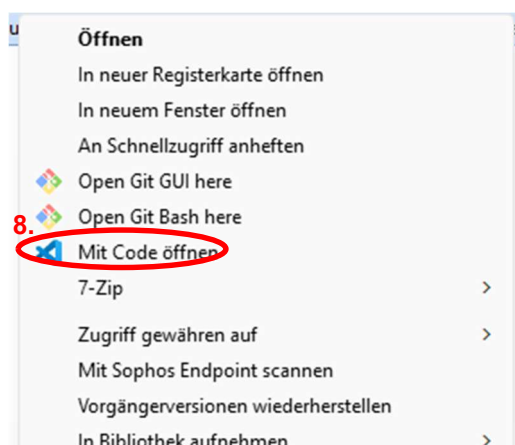 Öffnen
In neuer Registerkarte öffnen
In neuem Fenster öffnen
An Schnellzugriff anheften
Open Git GUI here
8. Open Git Bash here
Mit Code öffnen
7-Zip
Zugriff gewähren auf
Mit Sophos Endpoint scannen
Vorgängerversionen wiederherstellen
In Bibliothek aufnehmen